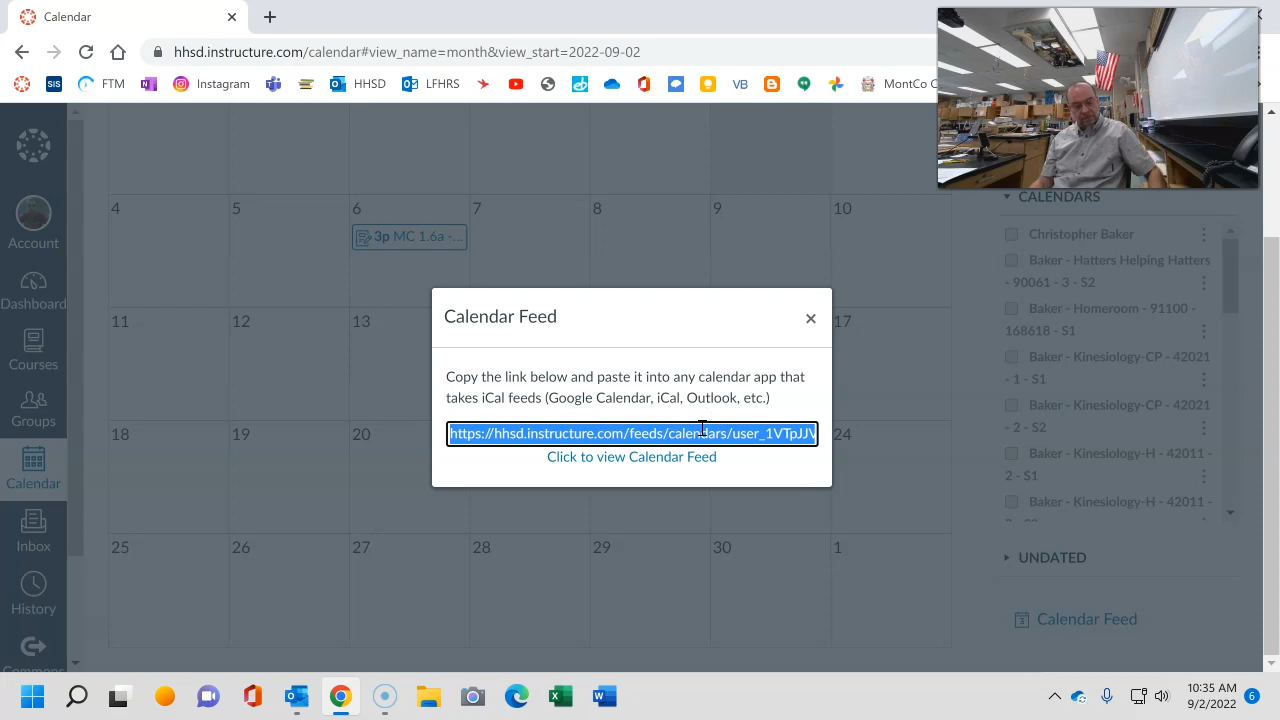 Calendar
hhsd.instructure.com/calendar#view_name=month&view_start=2022-09-02
SIS
FTM
Instagram
HHSD
LFHRS
VB
MontCo
Account
Dashboard
Courses
Groups
Calendar
Inbox
History
Commons
4 5 6 7 8 9 10
3p MC 1.6a -...
11 12 13 17
18 19 20 24
25 26 27 28 29 30 1
Calendar Feed
Copy the link below and paste it into any calendar app that
takes iCal feeds (Google Calendar, iCal, Outlook, etc.)
https://hhsd.instructure.com/feeds/calendars/user_1VTpJJV
Click to view Calendar Feed
CALENDARS
Christopher Baker
Baker - Hatters Helping Hatters
- 90061 - 3 - S2
Baker - Homeroom - 91100 -
168618 - S1
Baker - Kinesiology-CP - 42021
- 1 - S1
Baker - Kinesiology-CP - 42021
- 2 - S2
Baker - Kinesiology-H - 42011 -
2 - S1
Baker - Kinesiology-H - 42011 -
UNDATED
Calendar Feed
10:35 AM
9/2/2022
6